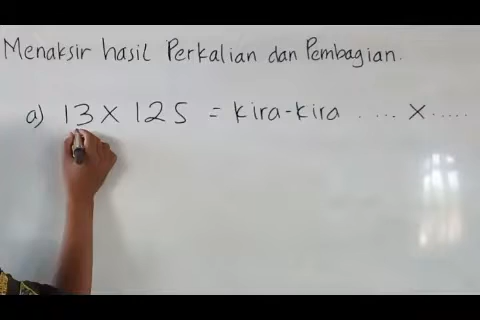 Menaksir hasil Perkalian dan Pembagian.
a) 13 x 125 = kira-kira ..... x .....